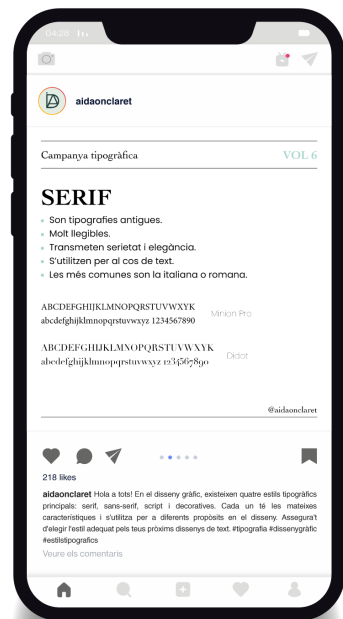 04:28
aidaonclaret
Campanya tipogràfica VOL 6
SERIF
Son tipografies antigues.
Molt llegibles.
Transmeten serietat i elegància.
S'utilitzen per al cos de text.
Les més comunes son la italiana o romana.
ABCDEFGHIJKLMNOPQRSTUVWXYK
abcdefghijklmnopqrstuvwxyz 1234567890
Minion Pro
ABCDEFGHIJKLMNOPQRSTUVWXYK
abcdefghijklmnopqrstuvwxyz 1234567890
Didot
@aidaonclaret
218 likes
aidaonclaret Hola a tots! En el disseny gràfic, existeixen quatre estils tipogràfics
principals: serif, sans-serif, script i decoratives. Cada un té les mateixes
característiques i s'utilitza per a diferents propòsits en el disseny. Assegura't
d'elegir l'estil adequat pels teus pròxims dissenys de text. #tipografia #dissenygràfic
#estilstipografics
Veure els comentaris